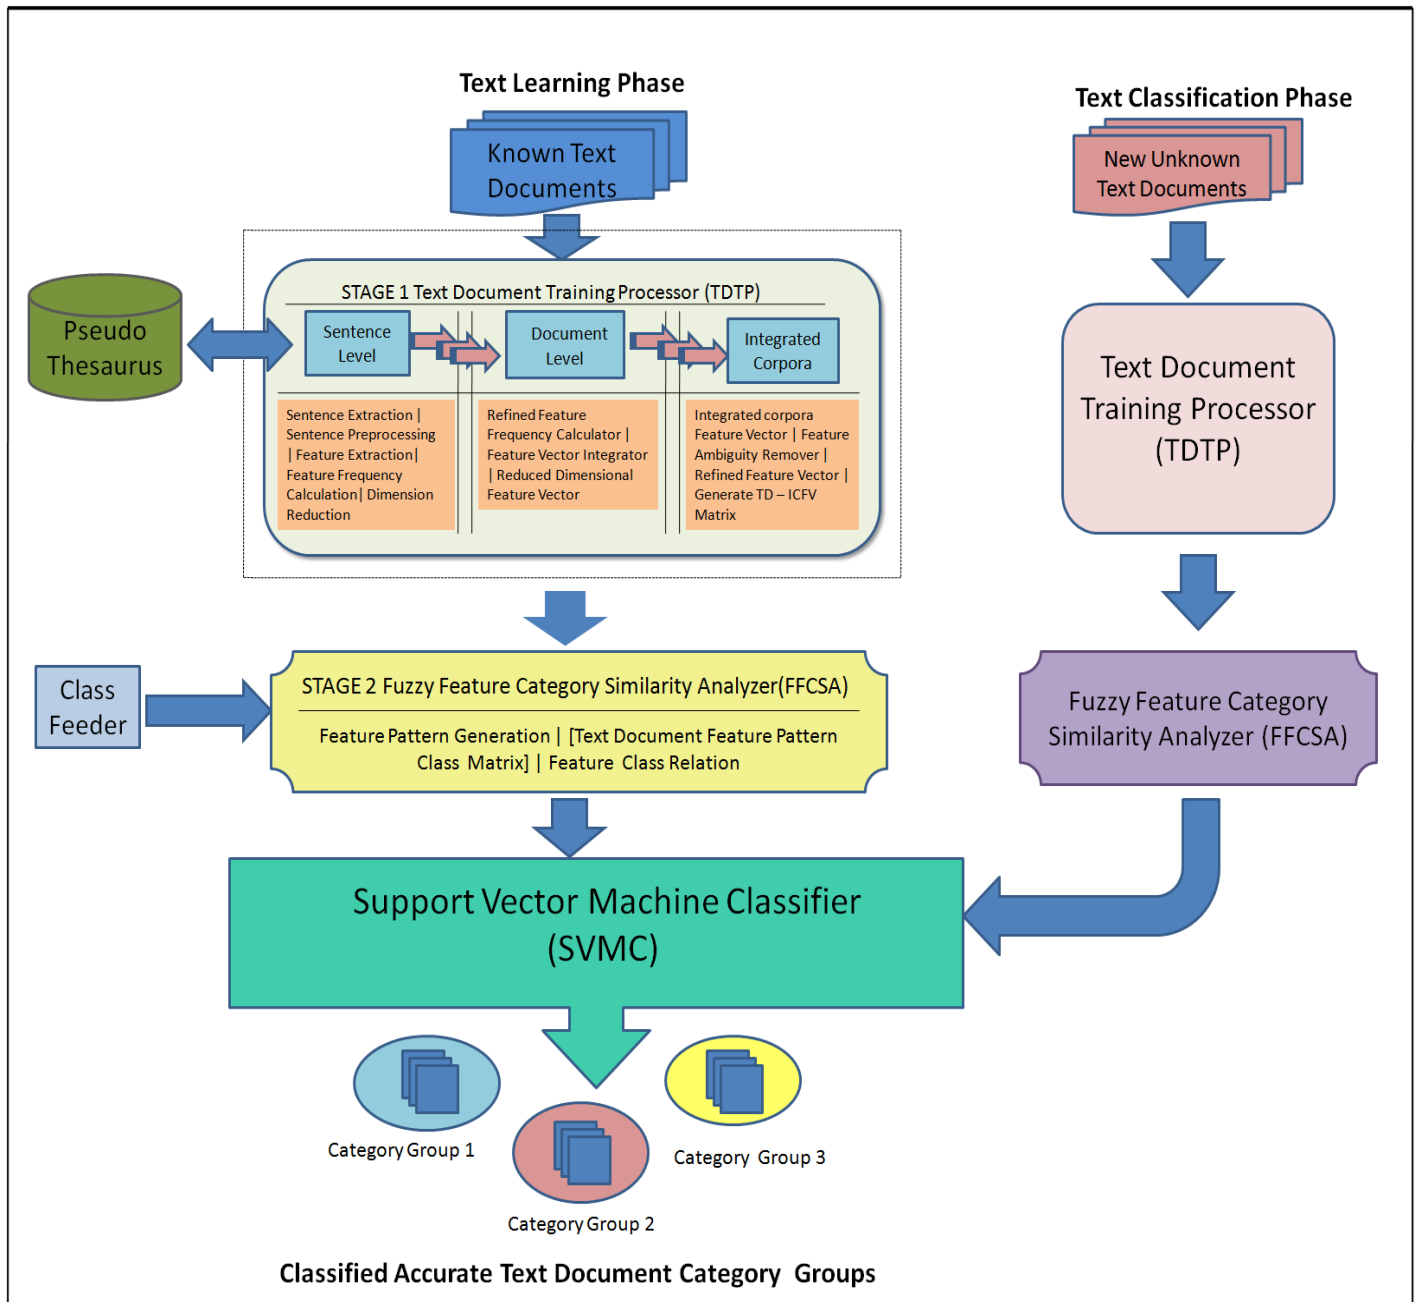 Text Learning Phase
Known Text
Documents
Text Classification Phase
New Unknown
Text Documents
Pseudo
Thesaurus
STAGE 1 Text Document Training Processor (TDTP)
Sentence
Level
Document
Level
Integrated
Corpora
Sentence Extraction |
Sentence Preprocessing
| Feature Extraction|
Feature Frequency
Calculation| Dimension
Reduction
Refined Feature
Frequency Calculator |
Feature Vector Integrator
| Reduced Dimensional
Feature Vector
Integrated corpora
Feature Vector | Feature
Ambiguity Remover |
Refined Feature Vector |
Generate TD – ICFV
Matrix
Text Document
Training Processor
(TDTP)
Class
Feeder
STAGE 2 Fuzzy Feature Category Similarity Analyzer(FFCSA)
Feature Pattern Generation | [Text Document Feature Pattern
Class Matrix] | Feature Class Relation
Fuzzy Feature Category
Similarity Analyzer (FFCSA)
Support Vector Machine Classifier
(SVMC)
Category Group 1
Category Group 2
Category Group 3
Classified Accurate Text Document Category Groups